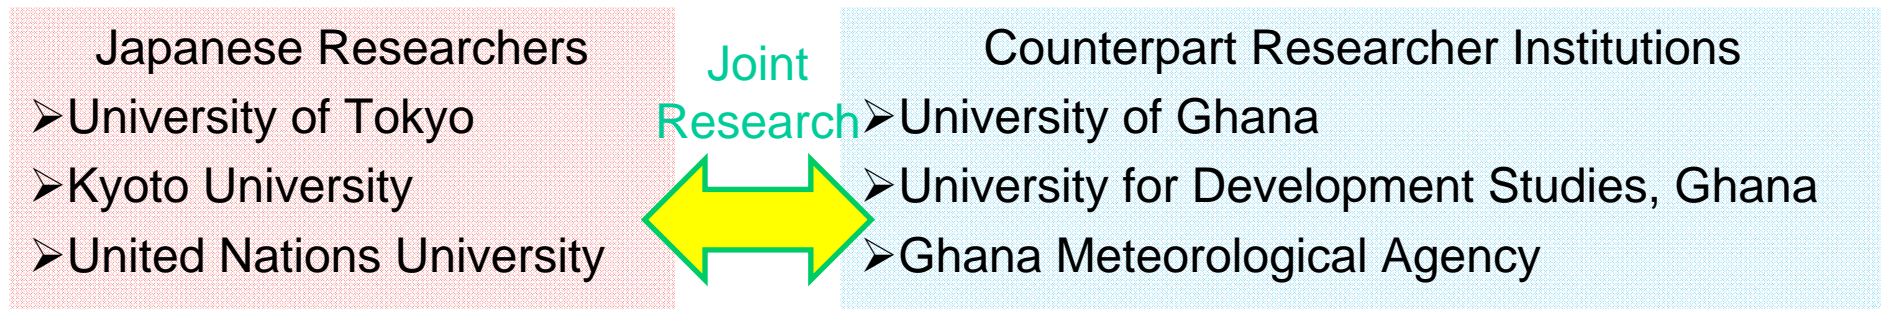 Japanese Researchers
➢University of Tokyo
➢Kyoto University
➢United Nations University
Joint
Research
Counterpart Researcher Institutions
➢University of Ghana
➢University for Development Studies, Ghana
➢Ghana Meteorological Agency